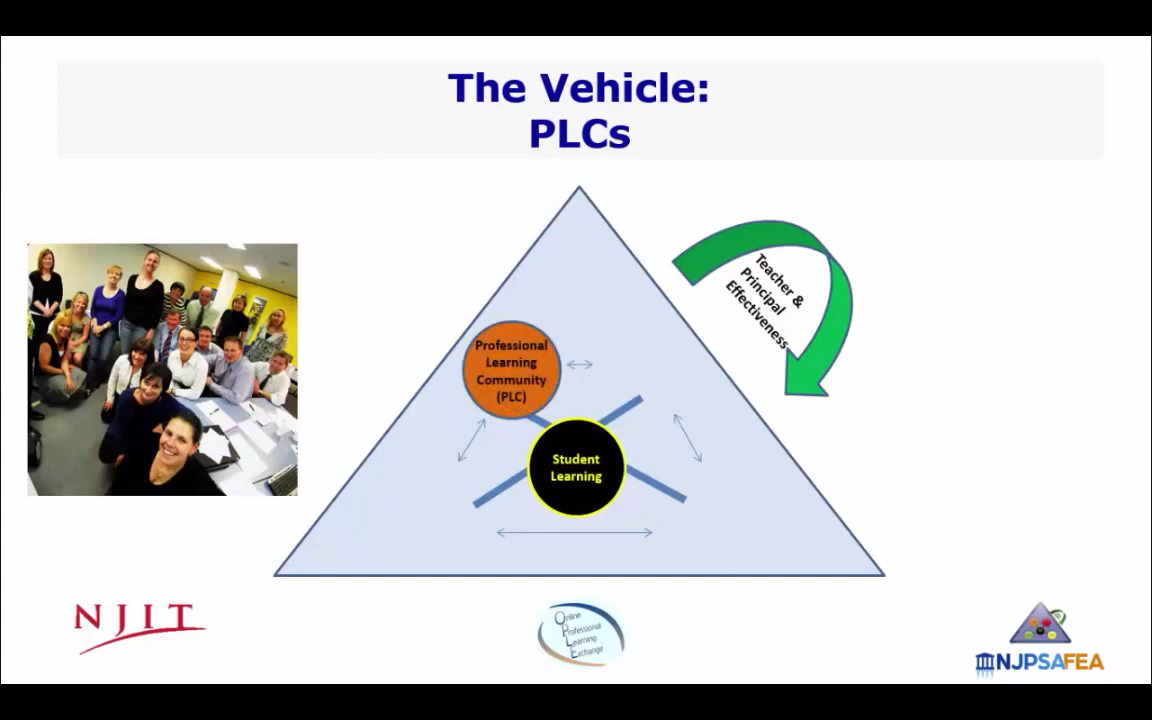 The Vehicle:
PLCs
Teacher &
Principal
Effectiveness
Professional
Learning
Community
(PLC)
Student
Learning
NJIT
Online
Professional
Learning
Exchange
NJPSAFEA